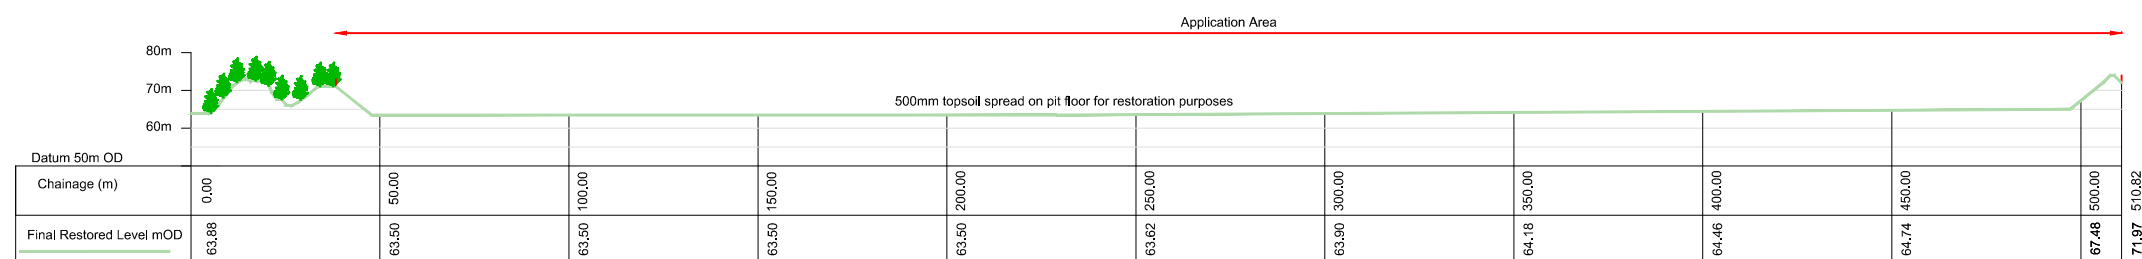 Application Area
80m
70m
500mm topsoil spread on pit floor for restoration purposes
60m
Datum 50m OD
Chainage (m) 0.00 50.00 100.00 150.00 200.00 250.00 300.00 350.00 400.00 450.00 500.00 510.82
Final Restored Level mOD 63.88 63.50 63.50 63.50 63.50 63.62 63.90 64.18 64.46 64.74 67.48 71.97